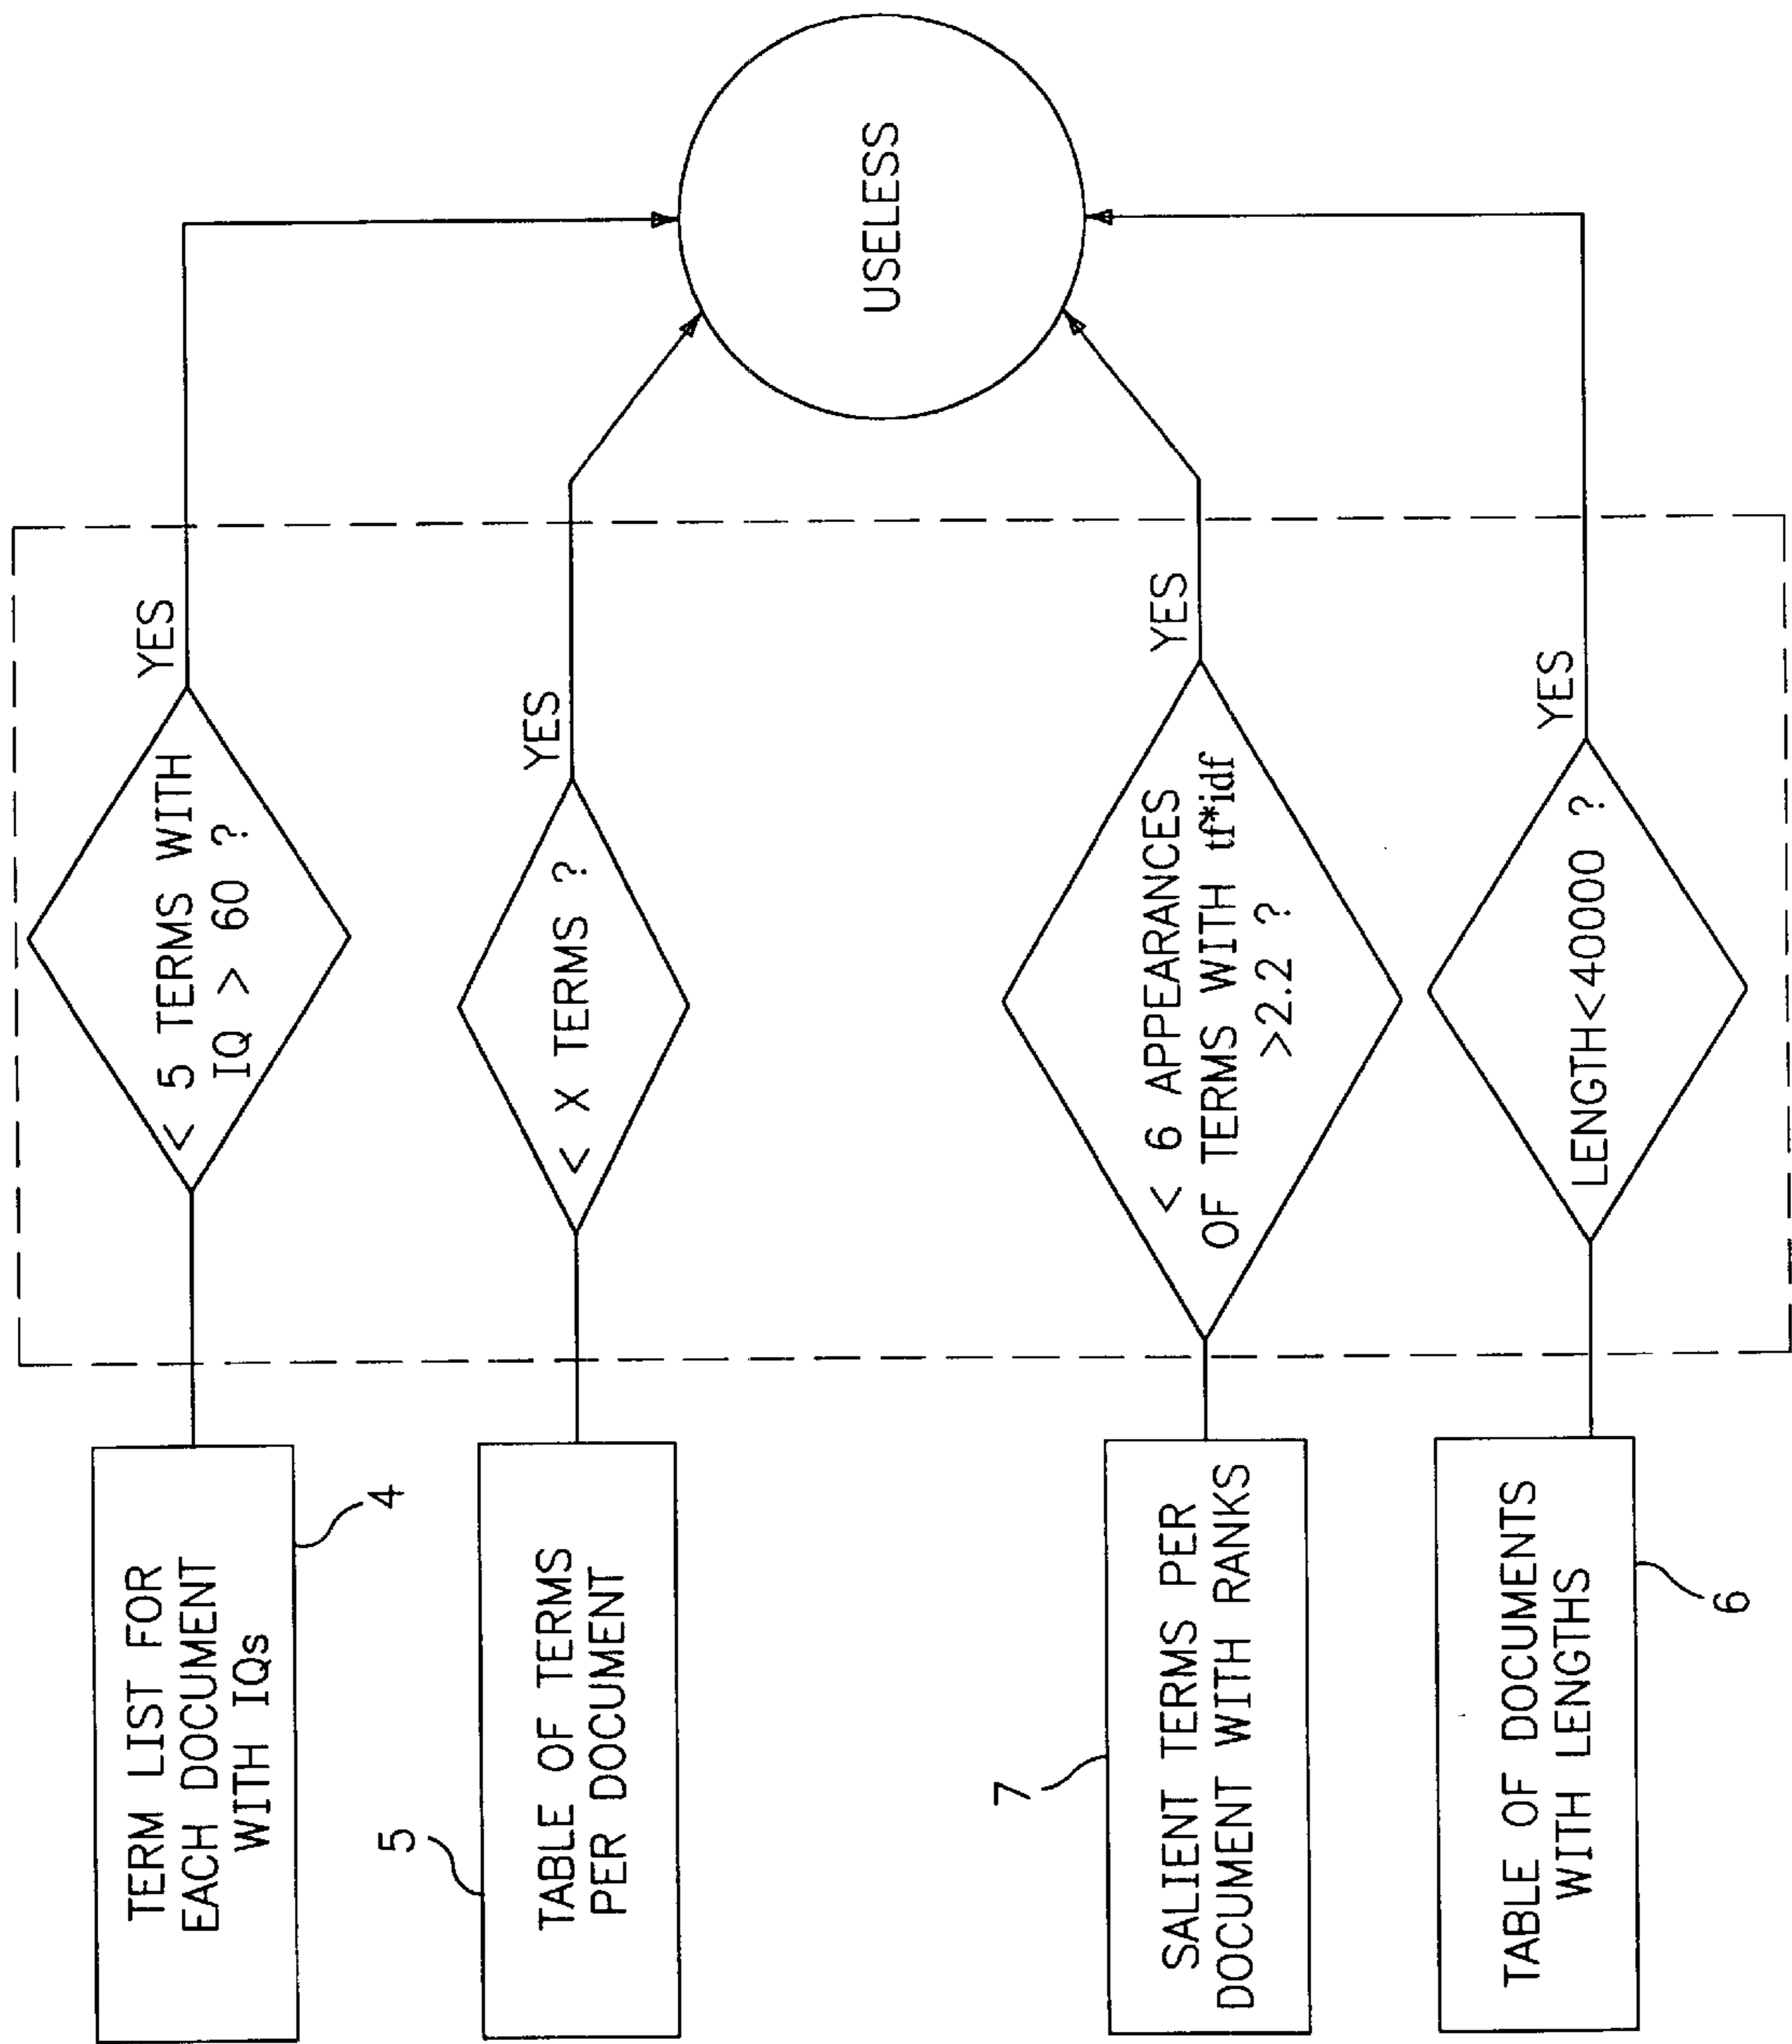 TERM LIST FOR
EACH DOCUMENT
WITH IQs
4
< 5 TERMS WITH
IQ > 60 ?
YES
5
TABLE OF TERMS
PER DOCUMENT
< X TERMS ?
YES
USELESS
7
SALIENT TERMS PER
DOCUMENT WITH RANKS
< 6 APPEARANCES
OF TERMS WITH tf*idf
>2.2 ?
YES
TABLE OF DOCUMENTS
WITH LENGTHS
6
LENGTH<40000 ?
YES